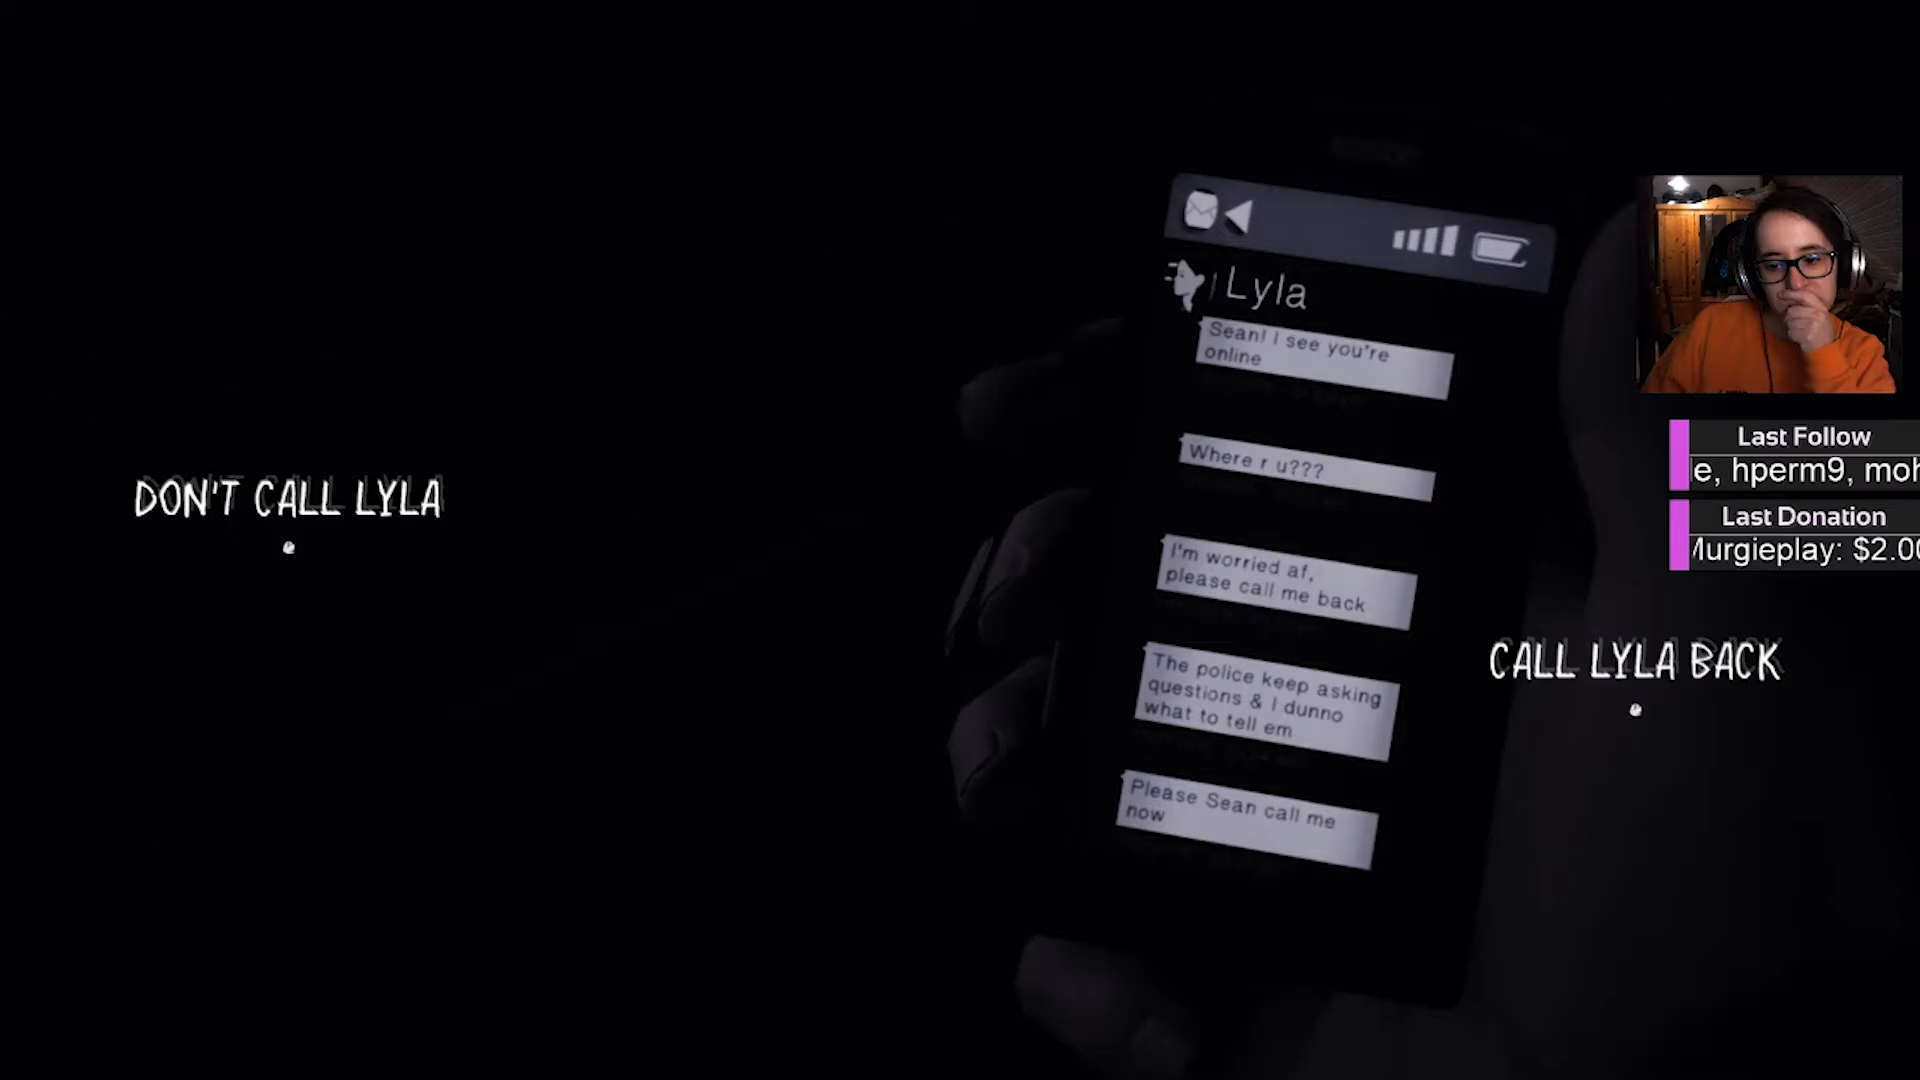 Lyla
Sean! I see you're
online
Where r u???
I'm worried af,
please call me back
The police keep asking
questions & I dunno
what to tell em
Please Sean call me
now
DON'T CALL LYLA
CALL LYLA BACK
Last Follow
e, hperm9, moh
Last Donation
Murgieplay: $2.00